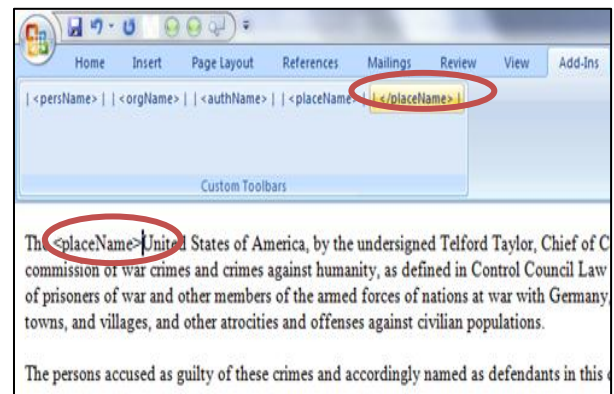 Home Insert Page Layout References Mailings Review View Add-Ins
| <persName> | | <orgName> | | <authName> | | <placeName> | | </placeName> |
Custom Toolbars
The <placeName>United States of America, by the undersigned Telford Taylor, Chief of C
commission of war crimes and crimes against humanity, as defined in Control Council Law
of prisoners of war and other members of the armed forces of nations at war with Germany,
towns, and villages, and other atrocities and offenses against civilian populations.
The persons accused as guilty of these crimes and accordingly named as defendants in this